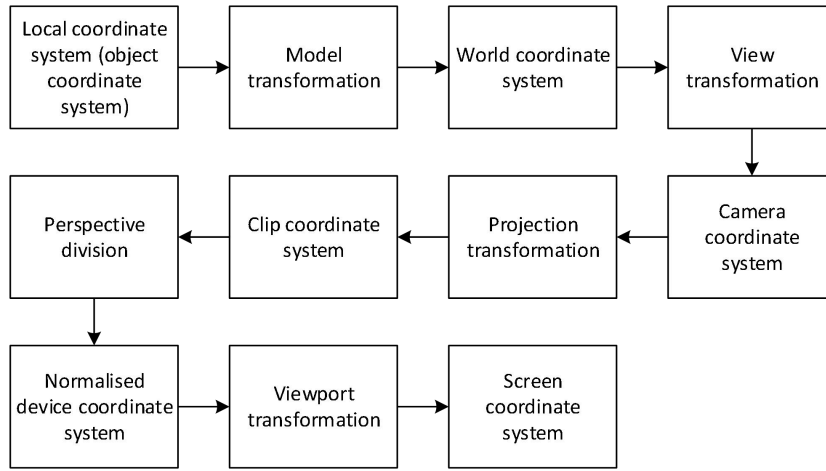 Local coordinate
system (object
coordinate
system)
Model
transformation
World coordinate
system
View
transformation
Camera
coordinate
system
Projection
transformation
Clip coordinate
system
Perspective
division
Normalised
device coordinate
system
Viewport
transformation
Screen
coordinate
system